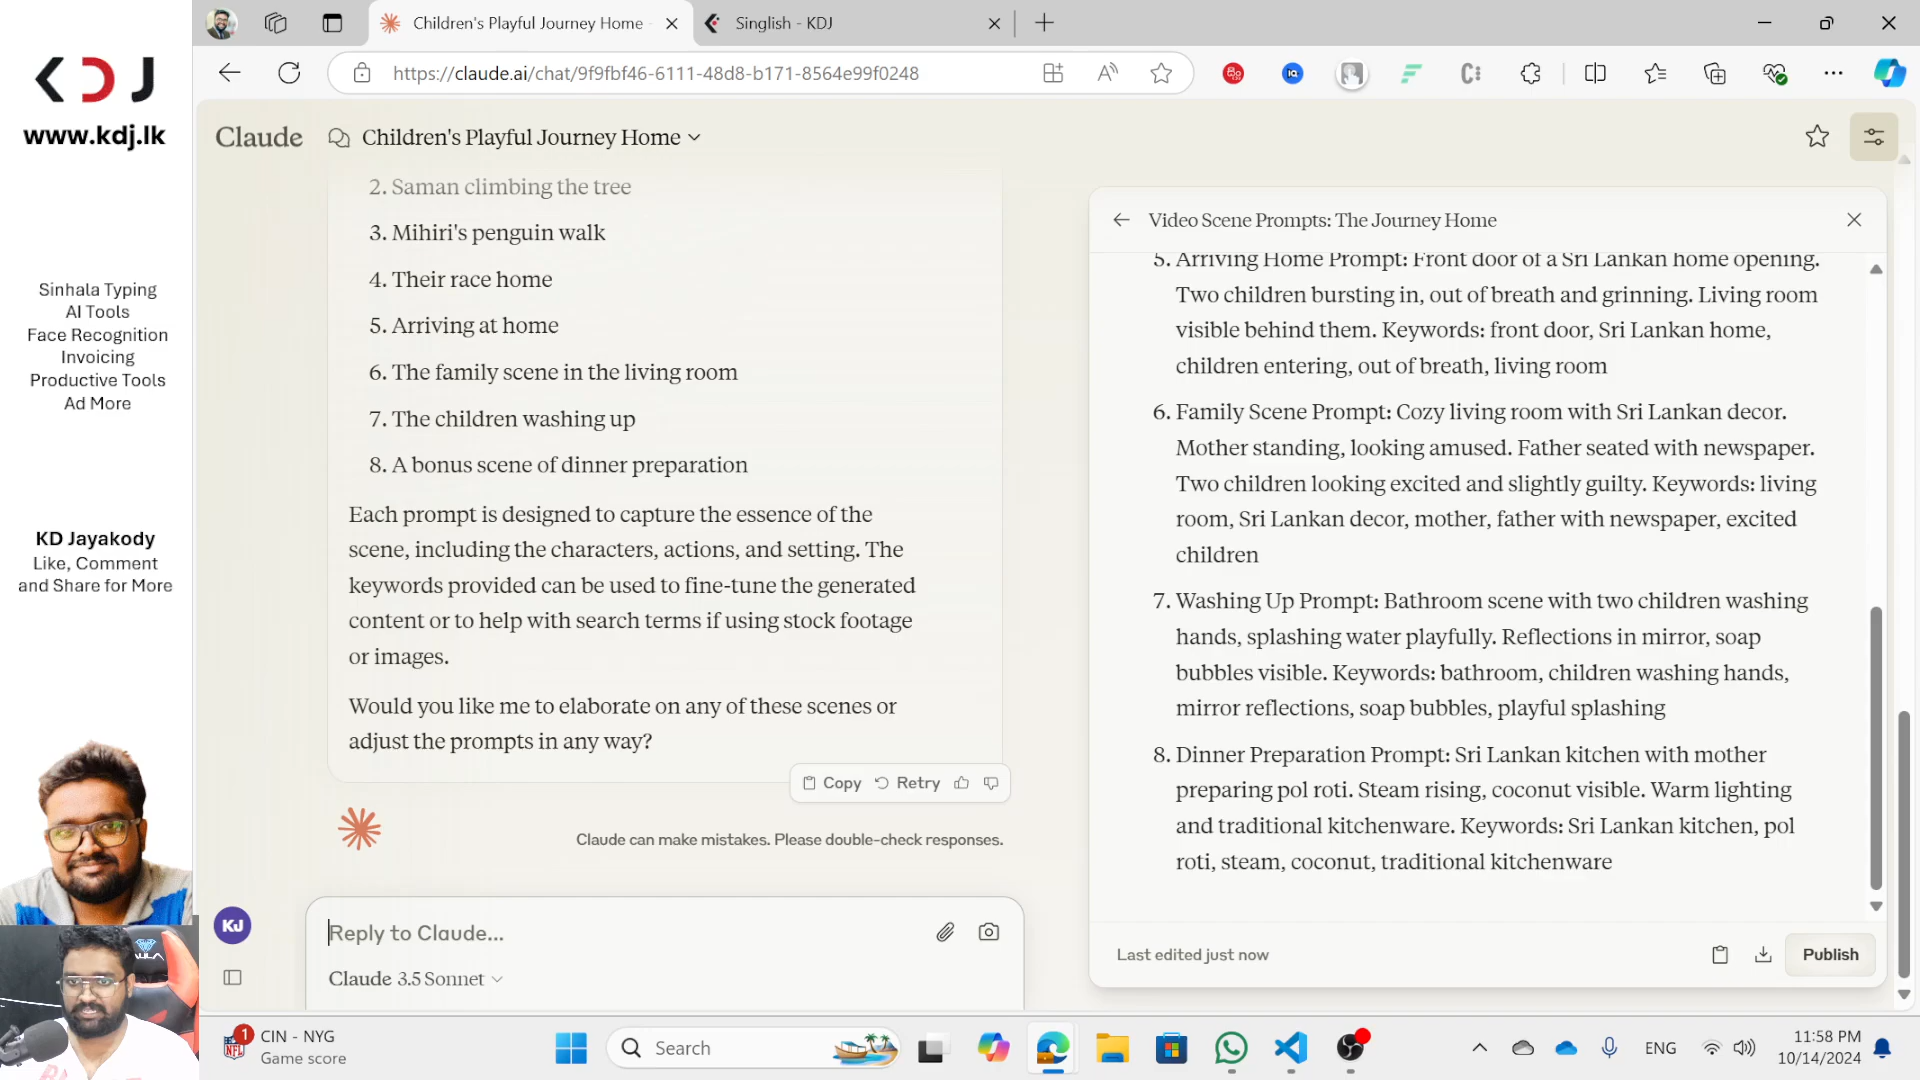 KDJ
www.kdj.lk
Sinhala Typing
AI Tools
Face Recognition
Invoicing
Productive Tools
Ad More
KD Jayakody
Like, Comment
and Share for More
Children's Playful Journey Home -
Singlish - KDJ
https://claude.ai/chat/9f9fbf46-6111-48d8-b171-8564e99f0248
Claude
Children's Playful Journey Home
2. Saman climbing the tree
3. Mihiri's penguin walk
4. Their race home
5. Arriving at home
6. The family scene in the living room
7. The children washing up
8. A bonus scene of dinner preparation
Each prompt is designed to capture the essence of the
scene, including the characters, actions, and setting. The
keywords provided can be used to fine-tune the generated
content or to help with search terms if using stock footage
or images.
Would you like me to elaborate on any of these scenes or
adjust the prompts in any way?
Copy Retry
Claude can make mistakes. Please double-check responses.
KJ
Reply to Claude...
Claude 3.5 Sonnet
Video Scene Prompts: The Journey Home
5. Arriving Home Prompt: Front door of a Sri Lankan home opening.
Two children bursting in, out of breath and grinning. Living room
visible behind them. Keywords: front door, Sri Lankan home,
children entering, out of breath, living room
6. Family Scene Prompt: Cozy living room with Sri Lankan decor.
Mother standing, looking amused. Father seated with newspaper.
Two children looking excited and slightly guilty. Keywords: living
room, Sri Lankan decor, mother, father with newspaper, excited
children
7. Washing Up Prompt: Bathroom scene with two children washing
hands, splashing water playfully. Reflections in mirror, soap
bubbles visible. Keywords: bathroom, children washing hands,
mirror reflections, soap bubbles, playful splashing
8. Dinner Preparation Prompt: Sri Lankan kitchen with mother
preparing pol roti. Steam rising, coconut visible. Warm lighting
and traditional kitchenware. Keywords: Sri Lankan kitchen, pol
roti, steam, coconut, traditional kitchenware
Last edited just now
Publish
1
NFL
CIN - NYG
Game score
Search
ENG
11:58 PM
10/14/2024